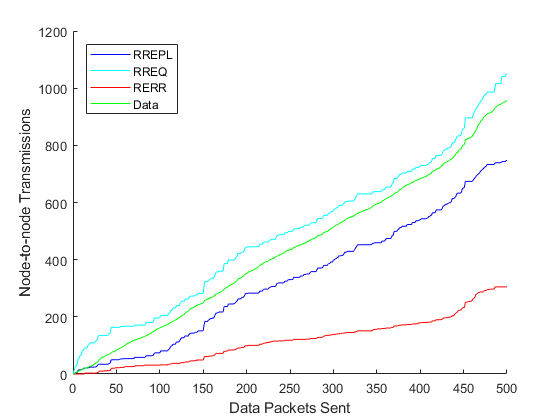 1200
1000
800
600
400
200
0
Node-to-node Transmissions
RREPL
RREQ
RERR
Data
0 50 100 150 200 250 300 350 400 450 500
Data Packets Sent